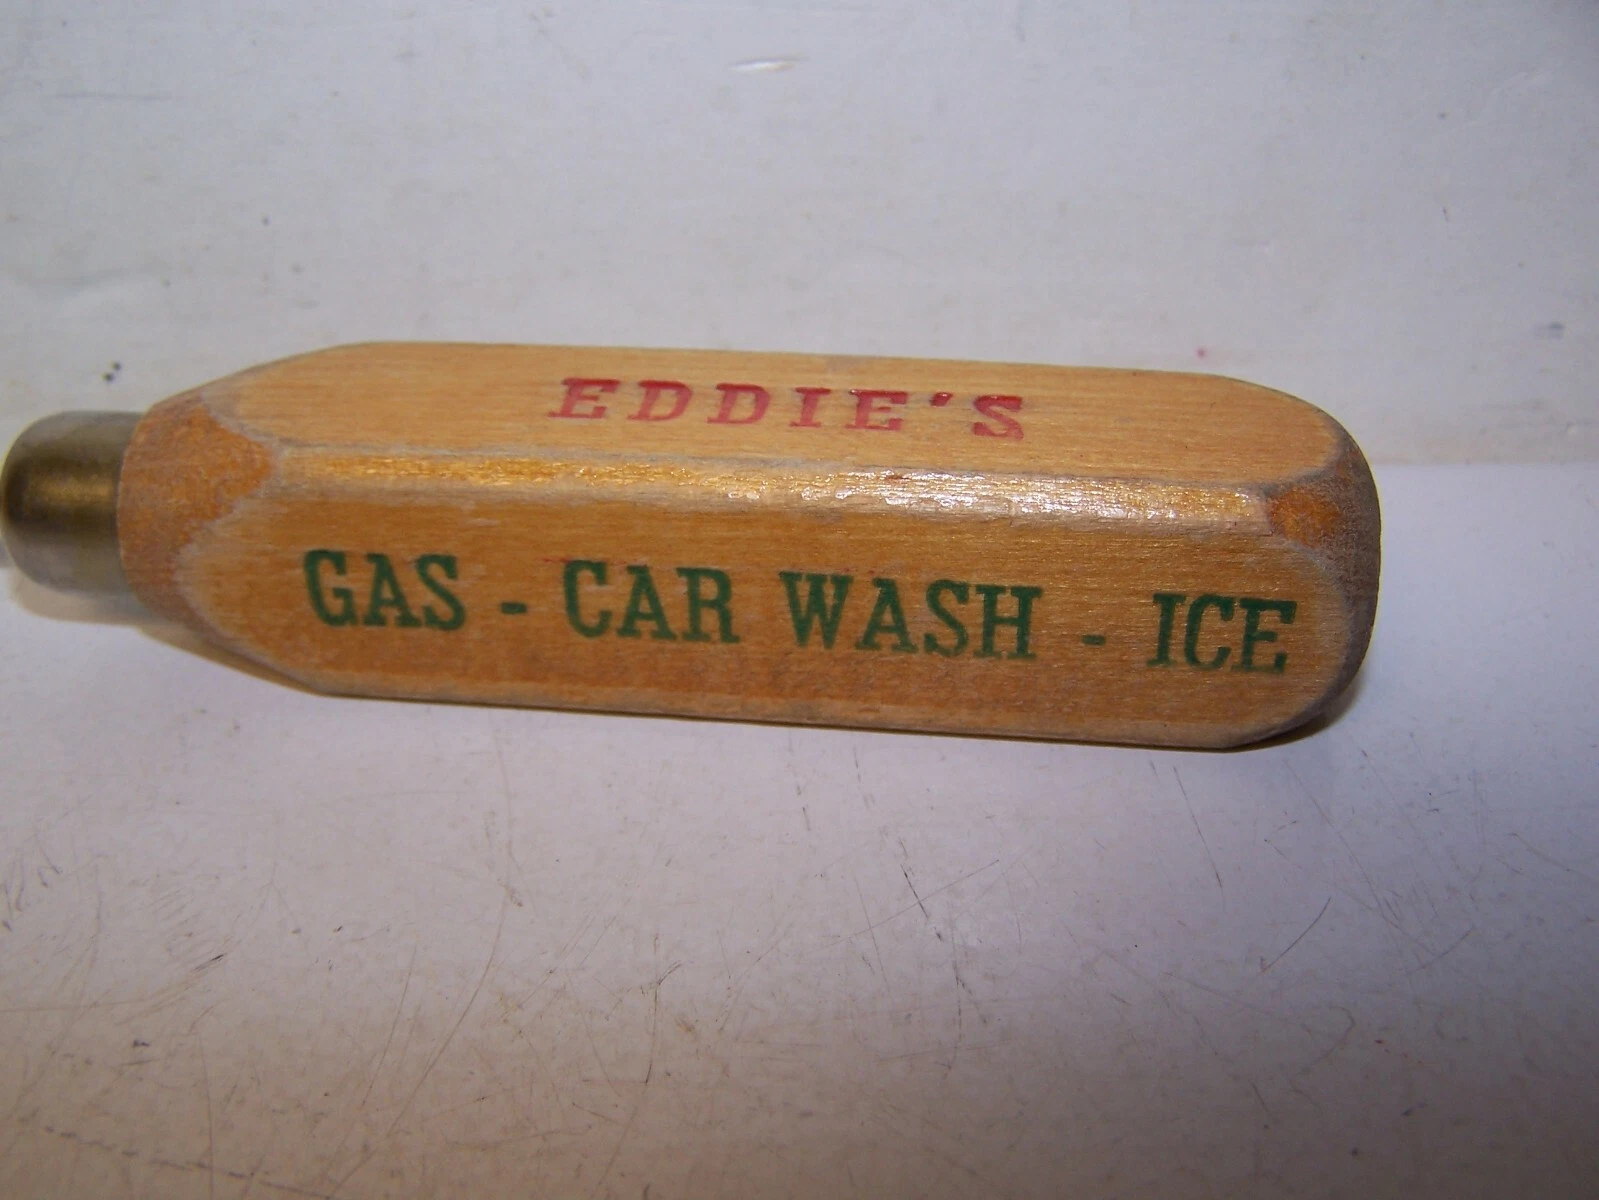 EDDIE'S
GAS - CAR WASH - ICE